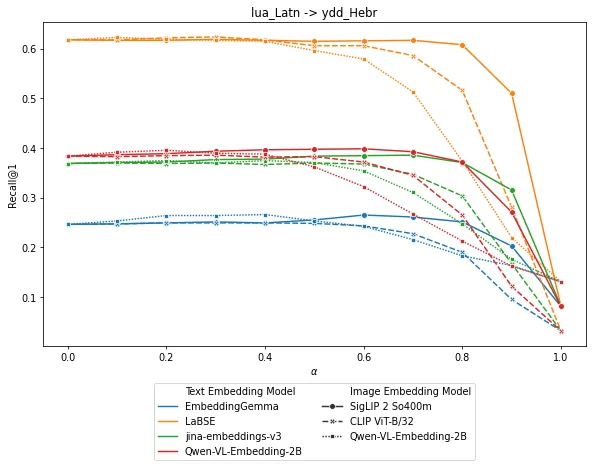 lua_Latn -> ydd_Hebr
Recall@1
0.6
0.5
0.4
0.3
0.2
0.1
0.0 0.2 0.4 0.6 0.8 1.0
α
Text Embedding Model
EmbeddingGemma
LaBSE
jina-embeddings-v3
Qwen-VL-Embedding-2B
Image Embedding Model
SigLIP 2 So400m
CLIP ViT-B/32
Qwen-VL-Embedding-2B